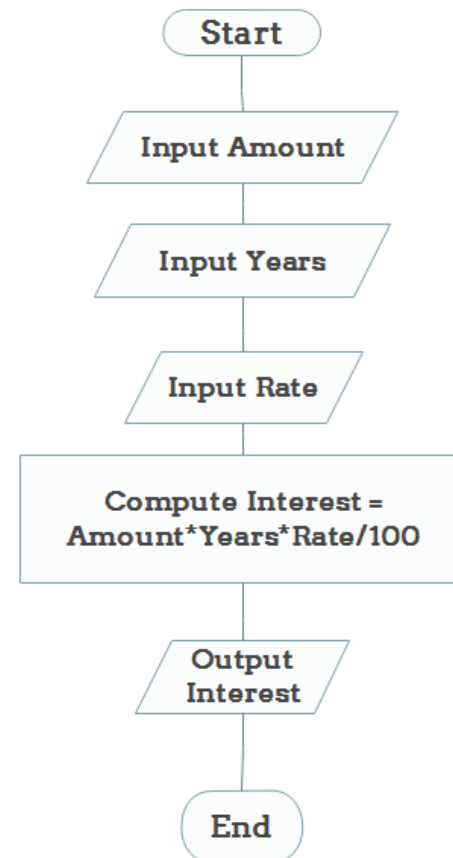 Start
Input Amount
Input Years
Input Rate
Compute Interest =
Amount*Years*Rate/100
Output
Interest
End